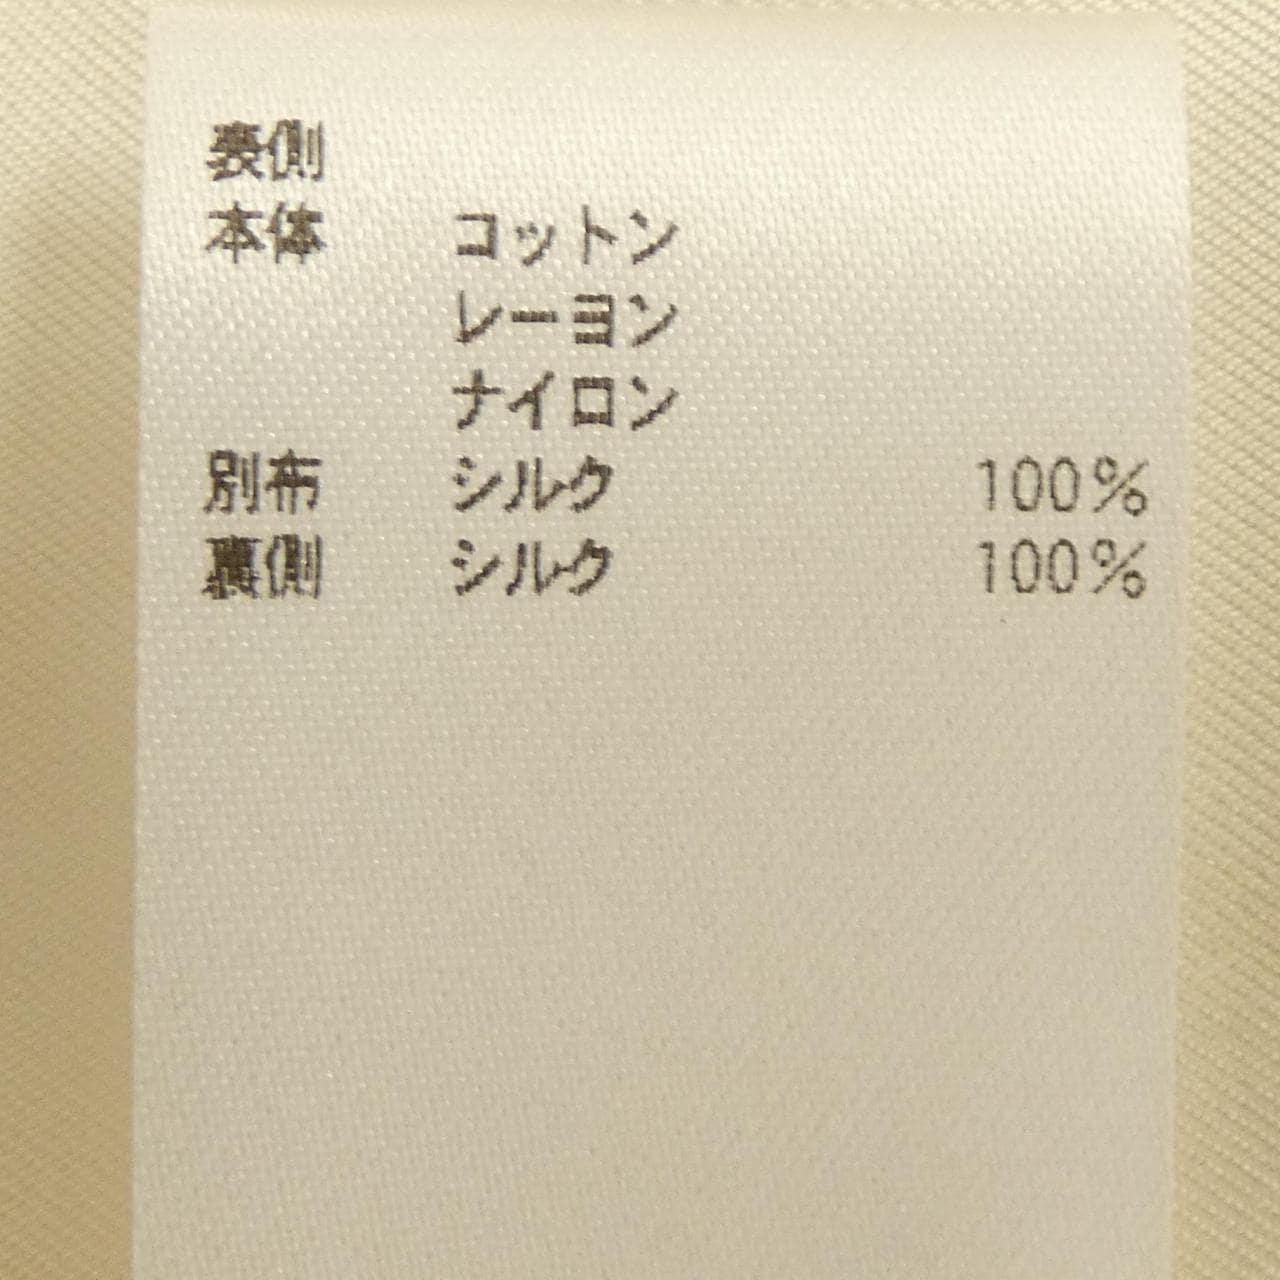 表側
本体 コットン
レーヨン
ナイロン
別布 シルク 100%
裏側 シルク 100%